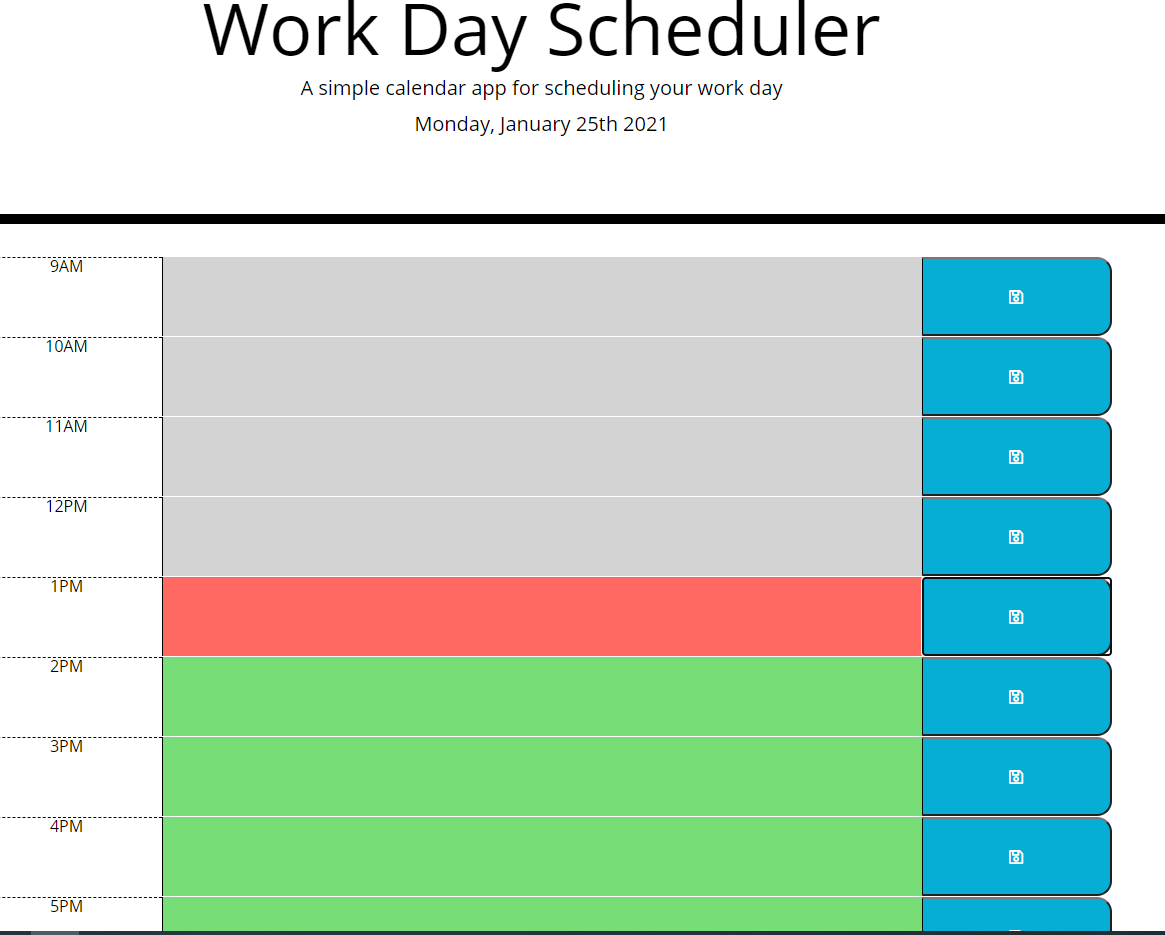 Work Day Scheduler
A simple calendar app for scheduling your work day
Monday, January 25th 2021
9AM
10AM
11AM
12PM
1PM
2PM
3PM
4PM
5PM